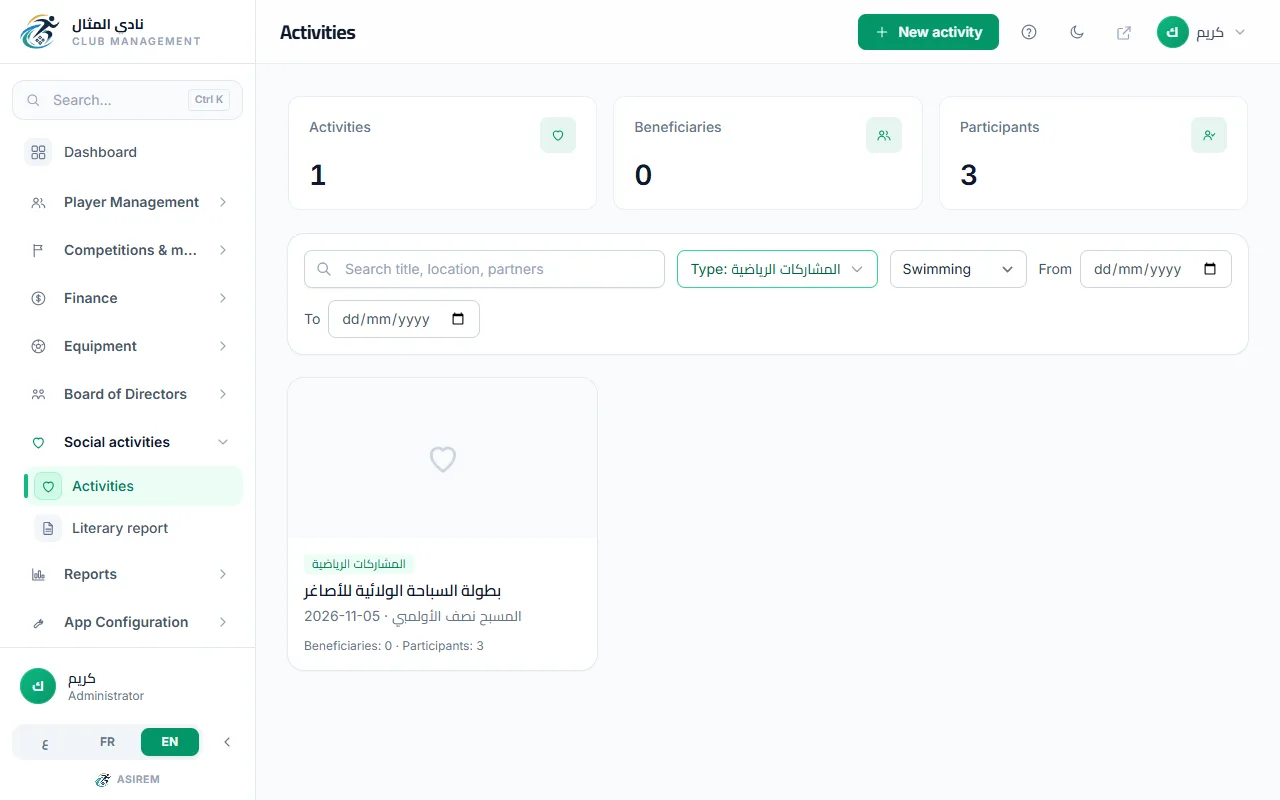 نادي المثال
CLUB MANAGEMENT
Search...
Ctrl K
Dashboard
Player Management
Competitions & m...
Finance
Equipment
Board of Directors
Social activities
Activities
Literary report
Reports
App Configuration
ك
كريم
Administrator
ع
FR
EN
ASIREM
Activities
+ New activity
ك
كريم
Activities
1
Beneficiaries
0
Participants
3
Search title, location, partners
Type: المشاركات الرياضية
Swimming
From
dd/mm/yyyy
To
dd/mm/yyyy
المشاركات الرياضية
بطولة السباحة الولائية للأصاغر
2026-11-05 · المسبح نصف الأولمبي
Beneficiaries: 0 · Participants: 3